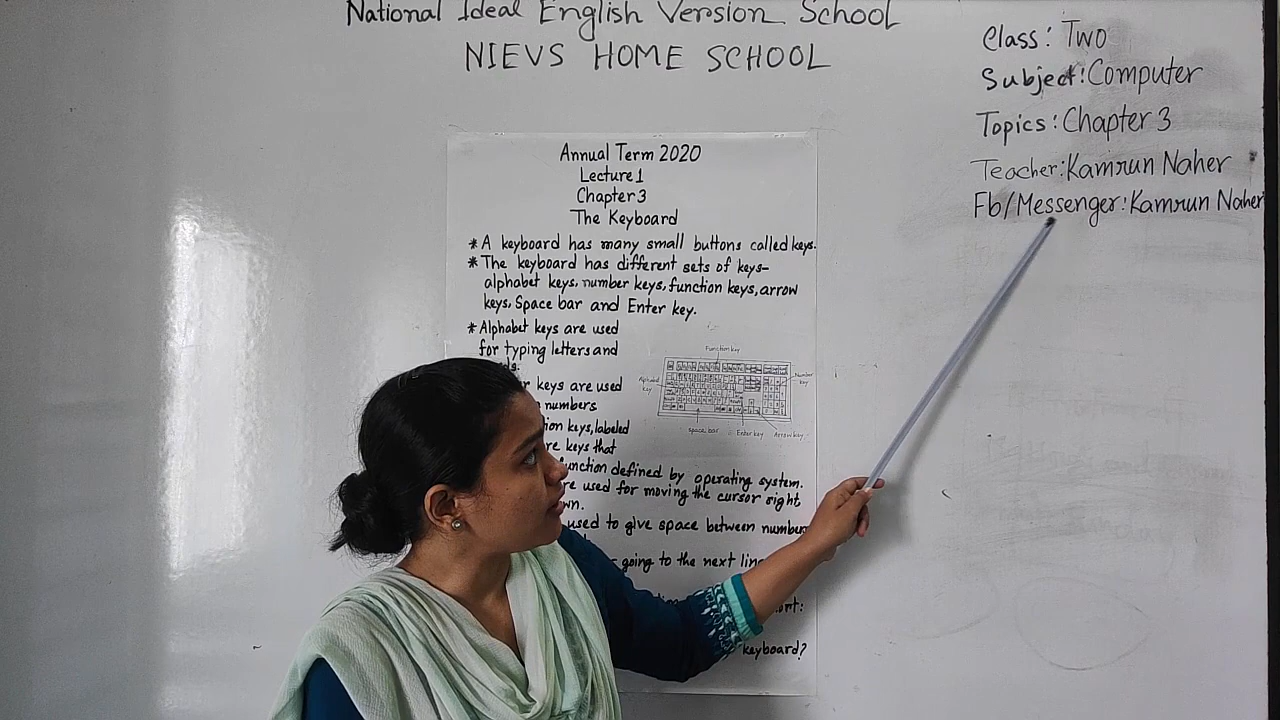 National Ideal English Version School
NIEVS HOME SCHOOL
Class: Two
Subject: Computer
Topics: Chapter 3
Teacher: Kamrun Naher
Fb/Messenger: Kamrun Naher
Annual Term 2020
Lecture 1
Chapter 3
The Keyboard
* A keyboard has many small buttons called keys.
* The keyboard has different sets of keys-
alphabet keys, number keys, function keys, arrow
keys, Space bar and Enter key.
* Alphabet keys are used
for typing letters and
keys are used
numbers
keys, labeled
keys that
function defined by operating system.
used for moving the cursor right
used to give space between number
going to the next line
keyboard?
Function key
Alphabet key
Number key
space bar
Enter key
Arrow key